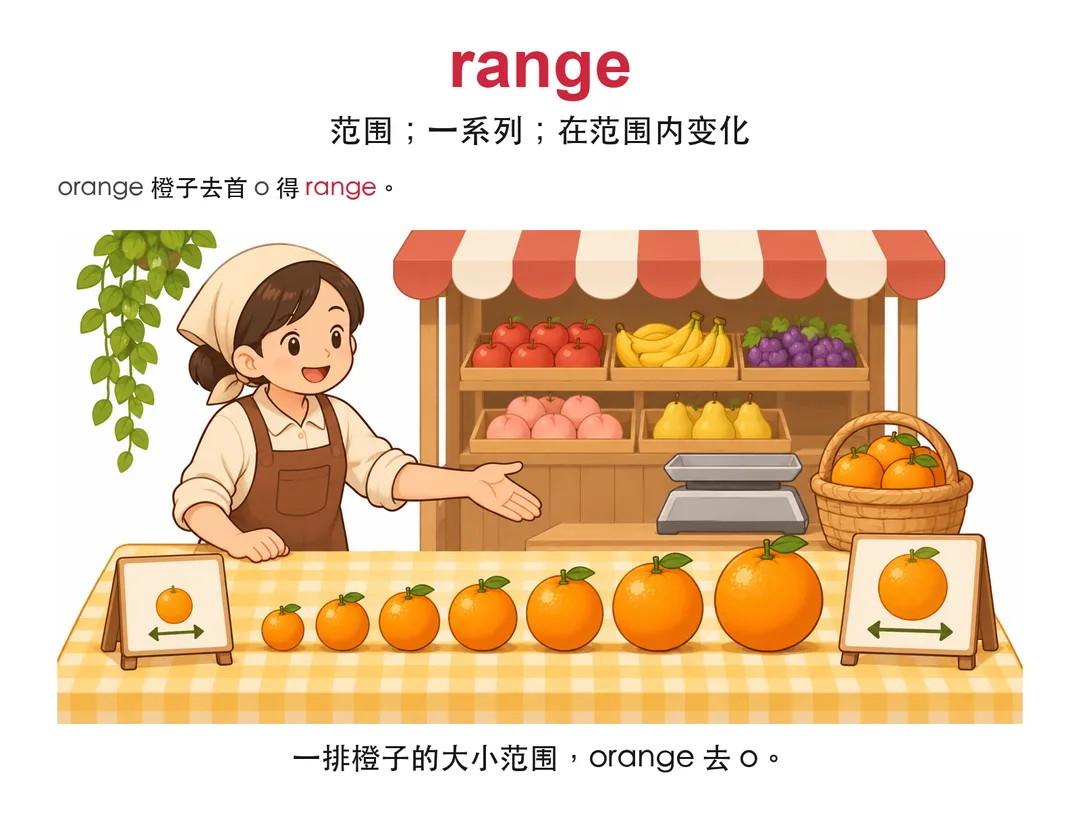 range
范围；一系列；在范围内变化
orange 橙子去首 o 得 range。
一排橙子的大小范围，orange 去 o。